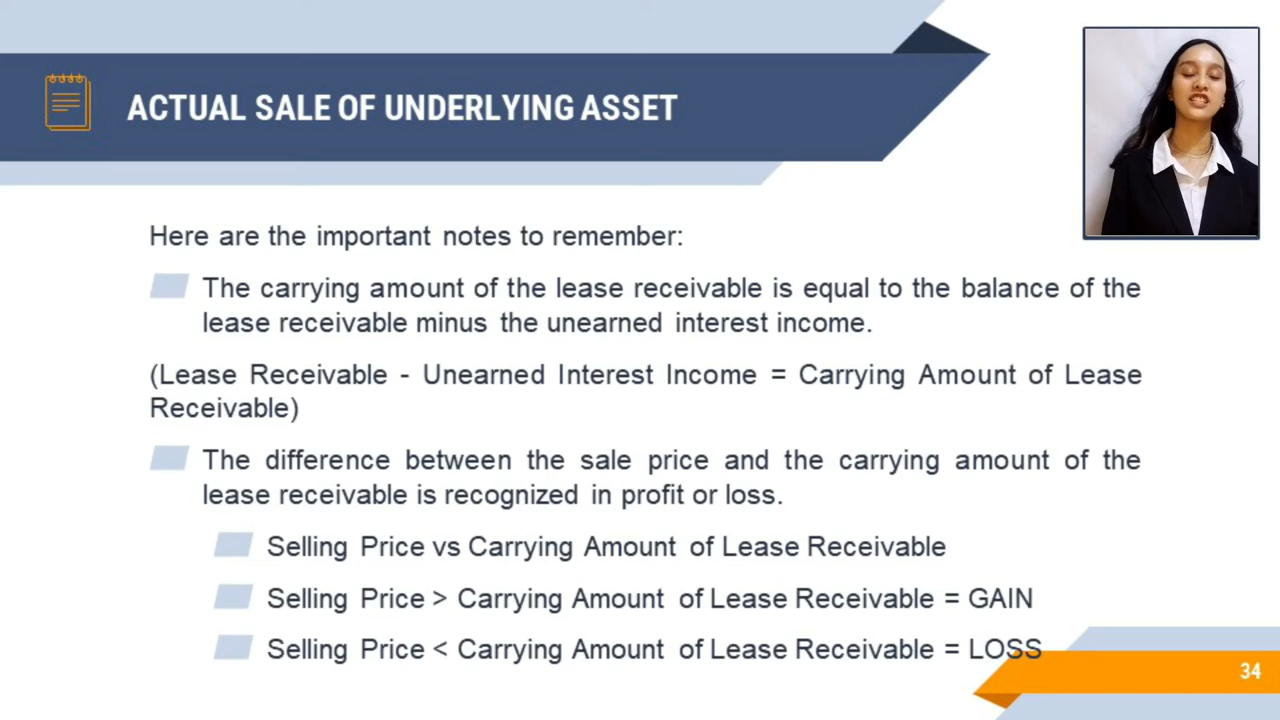 ACTUAL SALE OF UNDERLYING ASSET
Here are the important notes to remember:
The carrying amount of the lease receivable is equal to the balance of the
lease receivable minus the unearned interest income.
(Lease Receivable - Unearned Interest Income = Carrying Amount of Lease
Receivable)
The difference between the sale price and the carrying amount of the
lease receivable is recognized in profit or loss.
Selling Price vs Carrying Amount of Lease Receivable
Selling Price > Carrying Amount of Lease Receivable = GAIN
Selling Price < Carrying Amount of Lease Receivable = LOSS
34